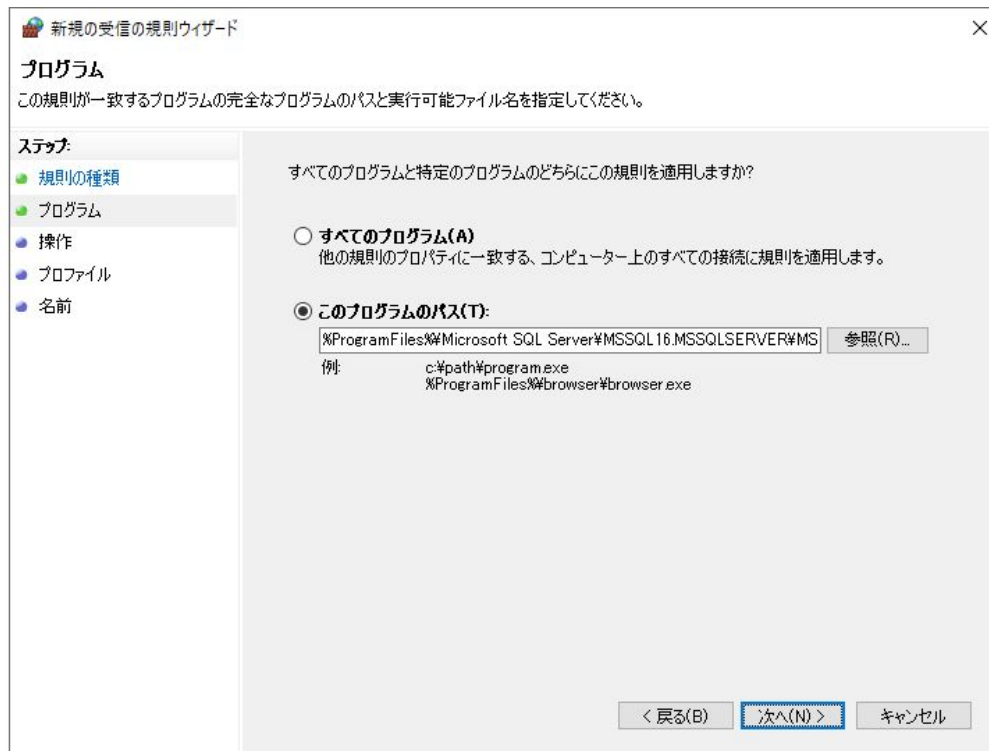 新規の受信の規則ウィザード
プログラム
この規則が一致するプログラムの完全なプログラムのパスと実行可能ファイル名を指定してください。
ステップ:
規則の種類
プログラム
操作
プロファイル
名前
すべてのプログラムと特定のプログラムのどちらにこの規則を適用しますか?
すべてのプログラム(A)
他の規則のプロパティに一致する、コンピューター上のすべての接続に規則を適用します。
このプログラムのパス(T):
%ProgramFiles%¥Microsoft SQL Server¥MSSQL16.MSSQLSERVER¥MS
参照(R)...
例:
c:¥path¥program.exe
%ProgramFiles%¥browser¥browser.exe
< 戻る(B)
次へ(N) >
キャンセル